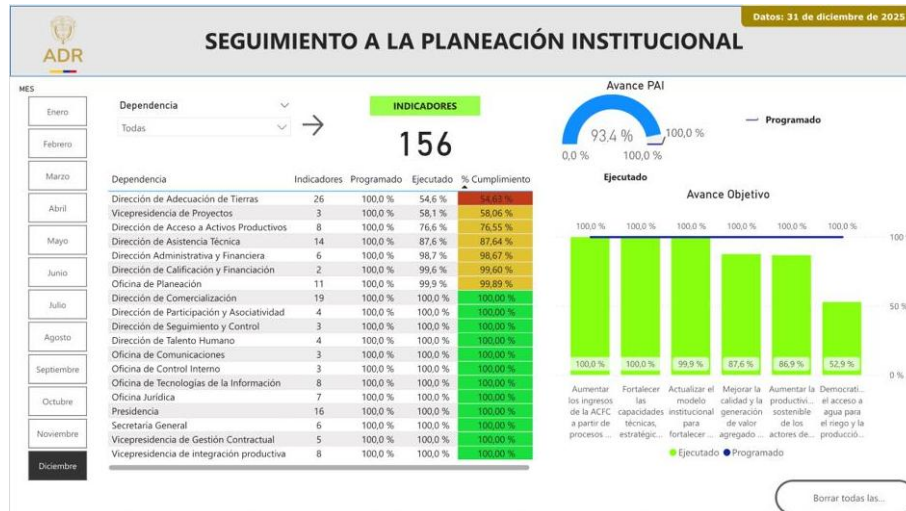 Datos: 31 de diciembre de 2025
ADR
SEGUIMIENTO A LA PLANEACIÓN INSTITUCIONAL
MES
Enero
Febrero
Marzo
Abril
Mayo
Junio
Julio
Agosto
Septiembre
Octubre
Noviembre
Diciembre
Dependencia
Todas
INDICADORES
156
Dependencia Indicadores Programado Ejecutado % Cumplimiento
Dirección de Adecuación de Tierras 26 100,0 % 54,6 % 54,63 %
Vicepresidencia de Proyectos 3 100,0 % 58,1 % 58,06 %
Dirección de Acceso a Activos Productivos 8 100,0 % 76,6 % 76,55 %
Dirección de Asistencia Técnica 14 100,0 % 87,6 % 87,64 %
Dirección Administrativa y Financiera 6 100,0 % 98,7 % 98,67 %
Dirección de Calificación y Financiación 2 100,0 % 99,6 % 99,60 %
Oficina de Planeación 11 100,0 % 99,9 % 99,89 %
Dirección de Comercialización 19 100,0 % 100,0 % 100,00 %
Dirección de Participación y Asociatividad 4 100,0 % 100,0 % 100,00 %
Dirección de Seguimiento y Control 3 100,0 % 100,0 % 100,00 %
Dirección de Talento Humano 4 100,0 % 100,0 % 100,00 %
Oficina de Comunicaciones 3 100,0 % 100,0 % 100,00 %
Oficina de Control Interno 3 100,0 % 100,0 % 100,00 %
Oficina de Tecnologías de la Información 8 100,0 % 100,0 % 100,00 %
Oficina Jurídica 7 100,0 % 100,0 % 100,00 %
Presidencia 16 100,0 % 100,0 % 100,00 %
Secretaria General 6 100,0 % 100,0 % 100,00 %
Vicepresidencia de Gestión Contractual 5 100,0 % 100,0 % 100,00 %
Vicepresidencia de integración productiva 8 100,0 % 100,0 % 100,00 %
Avance PAI
93,4 %
100,0 %
0,0 % 100,0 %
Programado
Ejecutado
Avance Objetivo
100,0 % 100,0 % 100,0 % 100,0 % 100,0 % 100,0 %
100
50 %
0 %
100,0 % 100,0 % 99,9 % 87,6 % 86,9 % 52,9 %
Aumentar los ingresos de la ACFC a partir de procesos ...
Fortalecer las capacidades técnicas, estratégic...
Actualizar el modelo institucional para fortalecer ...
Mejorar la calidad y la generación de valor agregado ...
Aumentar la productivi... sostenible de los actores de...
Democrati... el acceso a agua para el riego y la producció...
Ejecutado Programado
Borrar todas las...